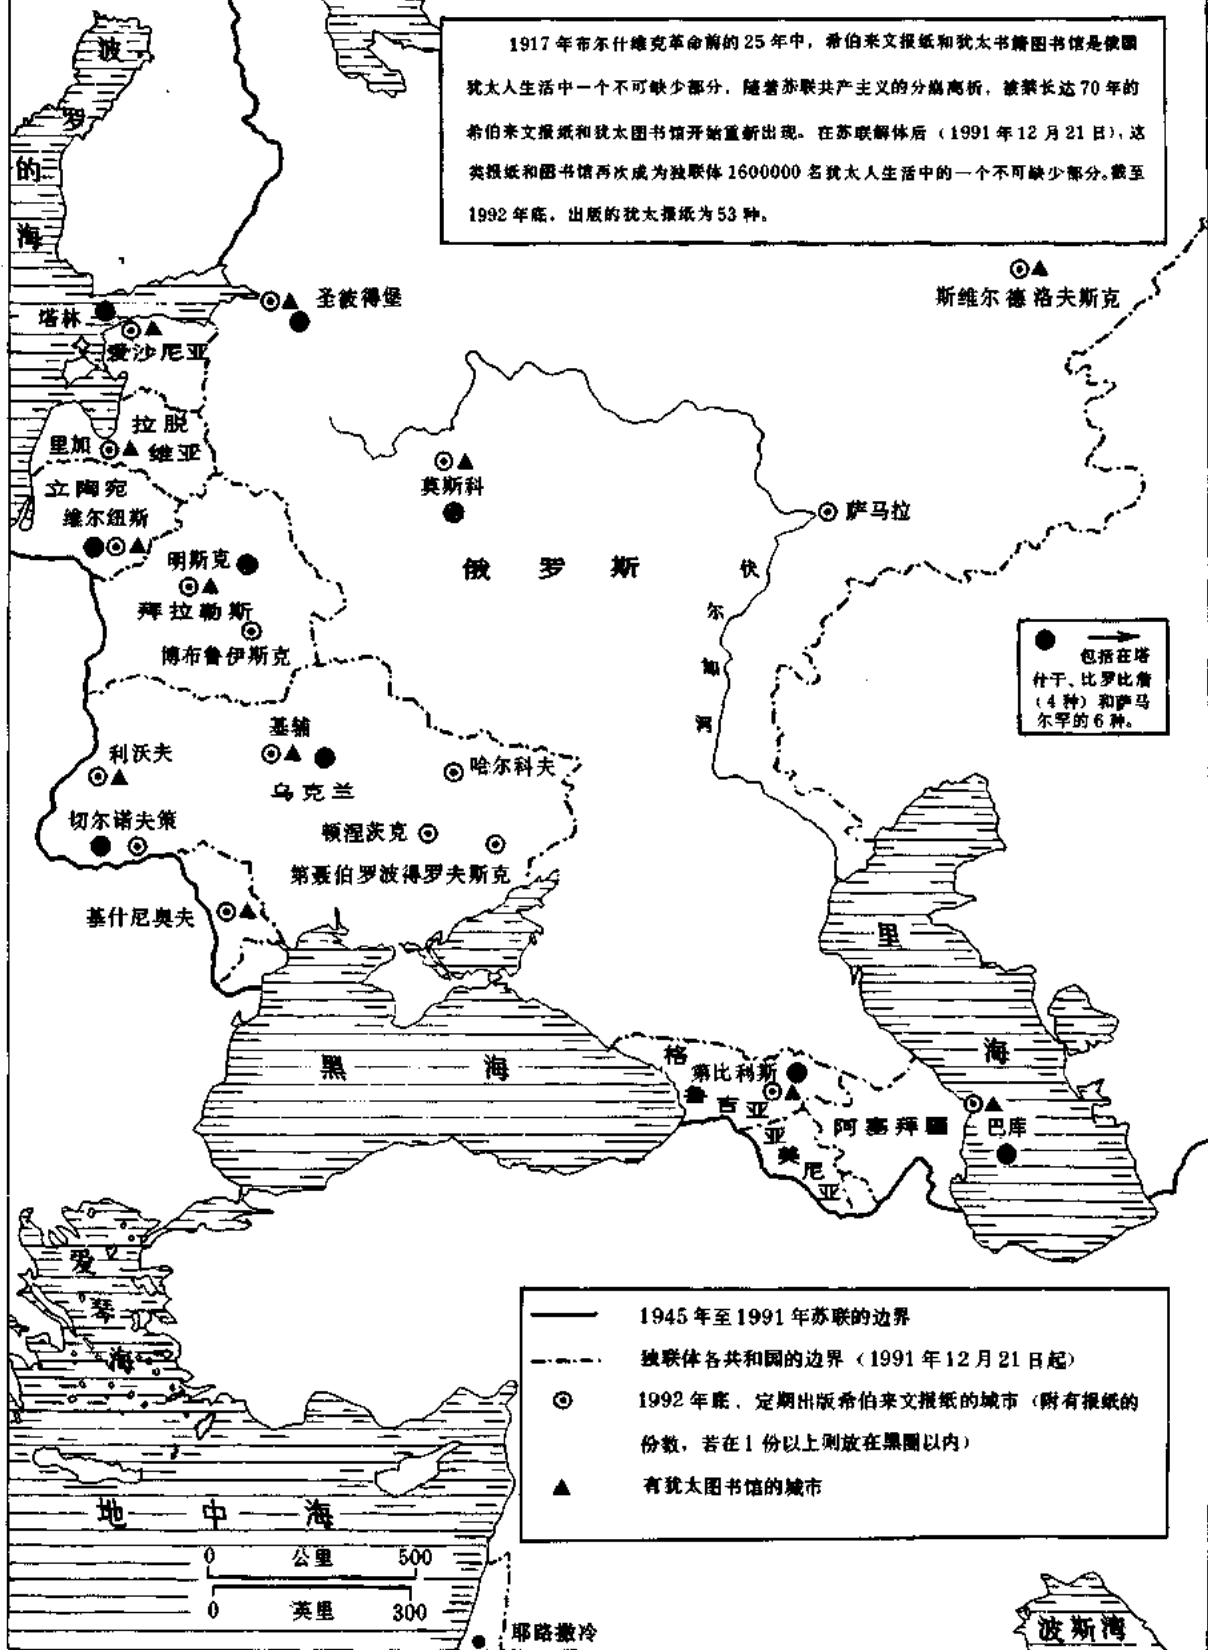 1917年布尔什维克革命前的25年中，希伯来文报纸和犹太书籍图书馆是俄国
犹太人生活中一个不可缺少部分，随着苏联共产主义的分崩离析，被禁长达70年的
希伯来文报纸和犹太图书馆开始重新出现。在苏联解体后（1991年12月21日），这
类报纸和图书馆再次成为独联体1600000名犹太人生活中的一个不可缺少部分。截至
1992年底，出版的犹太报纸为53种。
波
罗
的
海
圣彼得堡
斯维尔德洛夫斯克
塔林
爱沙尼亚
拉脱
维亚
里加
立陶宛
维尔纽斯
莫斯科
萨马拉
明斯克
俄罗斯
拜拉勒斯
博布鲁伊斯克
伏
尔
加
河
包括在塔
什干、比罗比詹
（4种）和萨马
尔罕的6种。
基辅
利沃夫
哈尔科夫
乌克兰
切尔诺夫策
顿涅茨克
第聂伯罗波得罗夫斯克
基什尼奥夫
里
海
黑海
格
鲁
吉
亚
第比利斯
阿塞拜疆
巴库
亚
美
尼
亚
爱
琴
海
1945年至1991年苏联的边界
独联体各共和国的边界（1991年12月21日起）
1992年底，定期出版希伯来文报纸的城市（附有报纸的
份数，若在1份以上则放在黑圈以内）
有犹太图书馆的城市
地中海
0 公里 500
0 英里 300
耶路撒冷
波斯湾